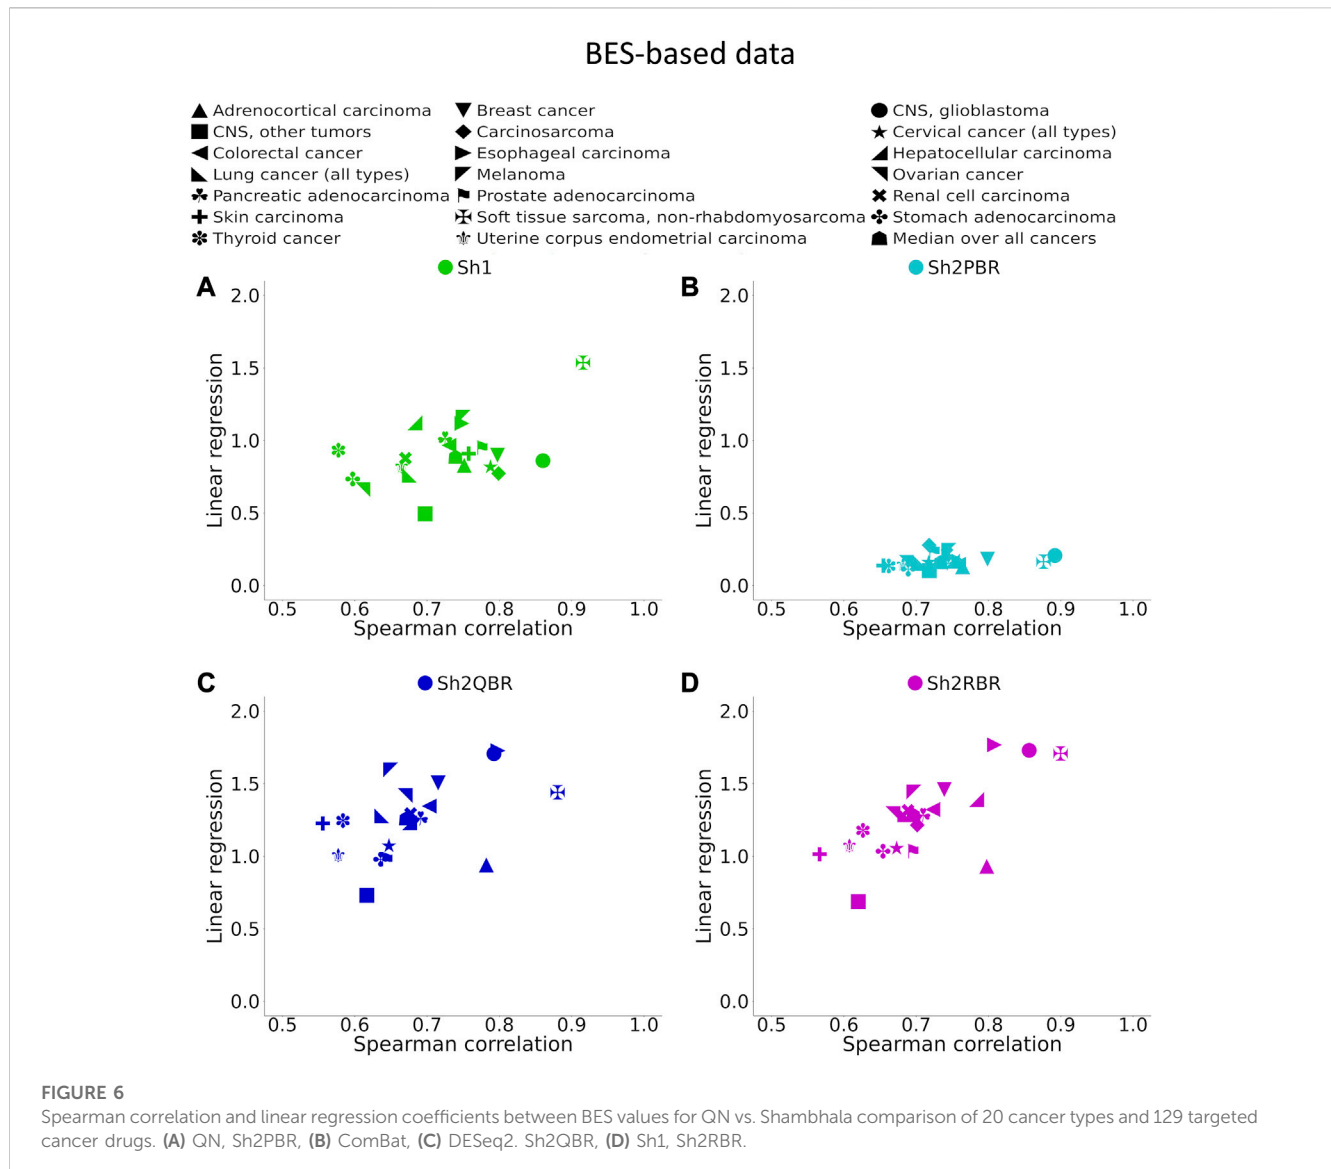 BES-based data
Adrenocortical carcinoma Breast cancer CNS, glioblastoma
CNS, other tumors Carcinosarcoma Cervical cancer (all types)
Colorectal cancer Esophageal carcinoma Hepatocellular carcinoma
Lung cancer (all types) Melanoma Ovarian cancer
Pancreatic adenocarcinoma Prostate adenocarcinoma Renal cell carcinoma
Skin carcinoma Soft tissue sarcoma, non-rhabdomyosarcoma Stomach adenocarcinoma
Thyroid cancer Uterine corpus endometrial carcinoma Median over all cancers
A
Sh1
Linear regression
2.0
1.5
1.0
0.5
0.0
0.5 0.6 0.7 0.8 0.9 1.0
Spearman correlation
B
Sh2PBR
Linear regression
2.0
1.5
1.0
0.5
0.0
0.5 0.6 0.7 0.8 0.9 1.0
Spearman correlation
C
Sh2QBR
Linear regression
2.0
1.5
1.0
0.5
0.0
0.5 0.6 0.7 0.8 0.9 1.0
Spearman correlation
D
Sh2RBR
Linear regression
2.0
1.5
1.0
0.5
0.0
0.5 0.6 0.7 0.8 0.9 1.0
Spearman correlation
FIGURE 6
Spearman correlation and linear regression coefficients between BES values for QN vs. Shambhala comparison of 20 cancer types and 129 targeted
cancer drugs. (A) QN, Sh2PBR, (B) ComBat, (C) DESeq2. Sh2QBR, (D) Sh1, Sh2RBR.